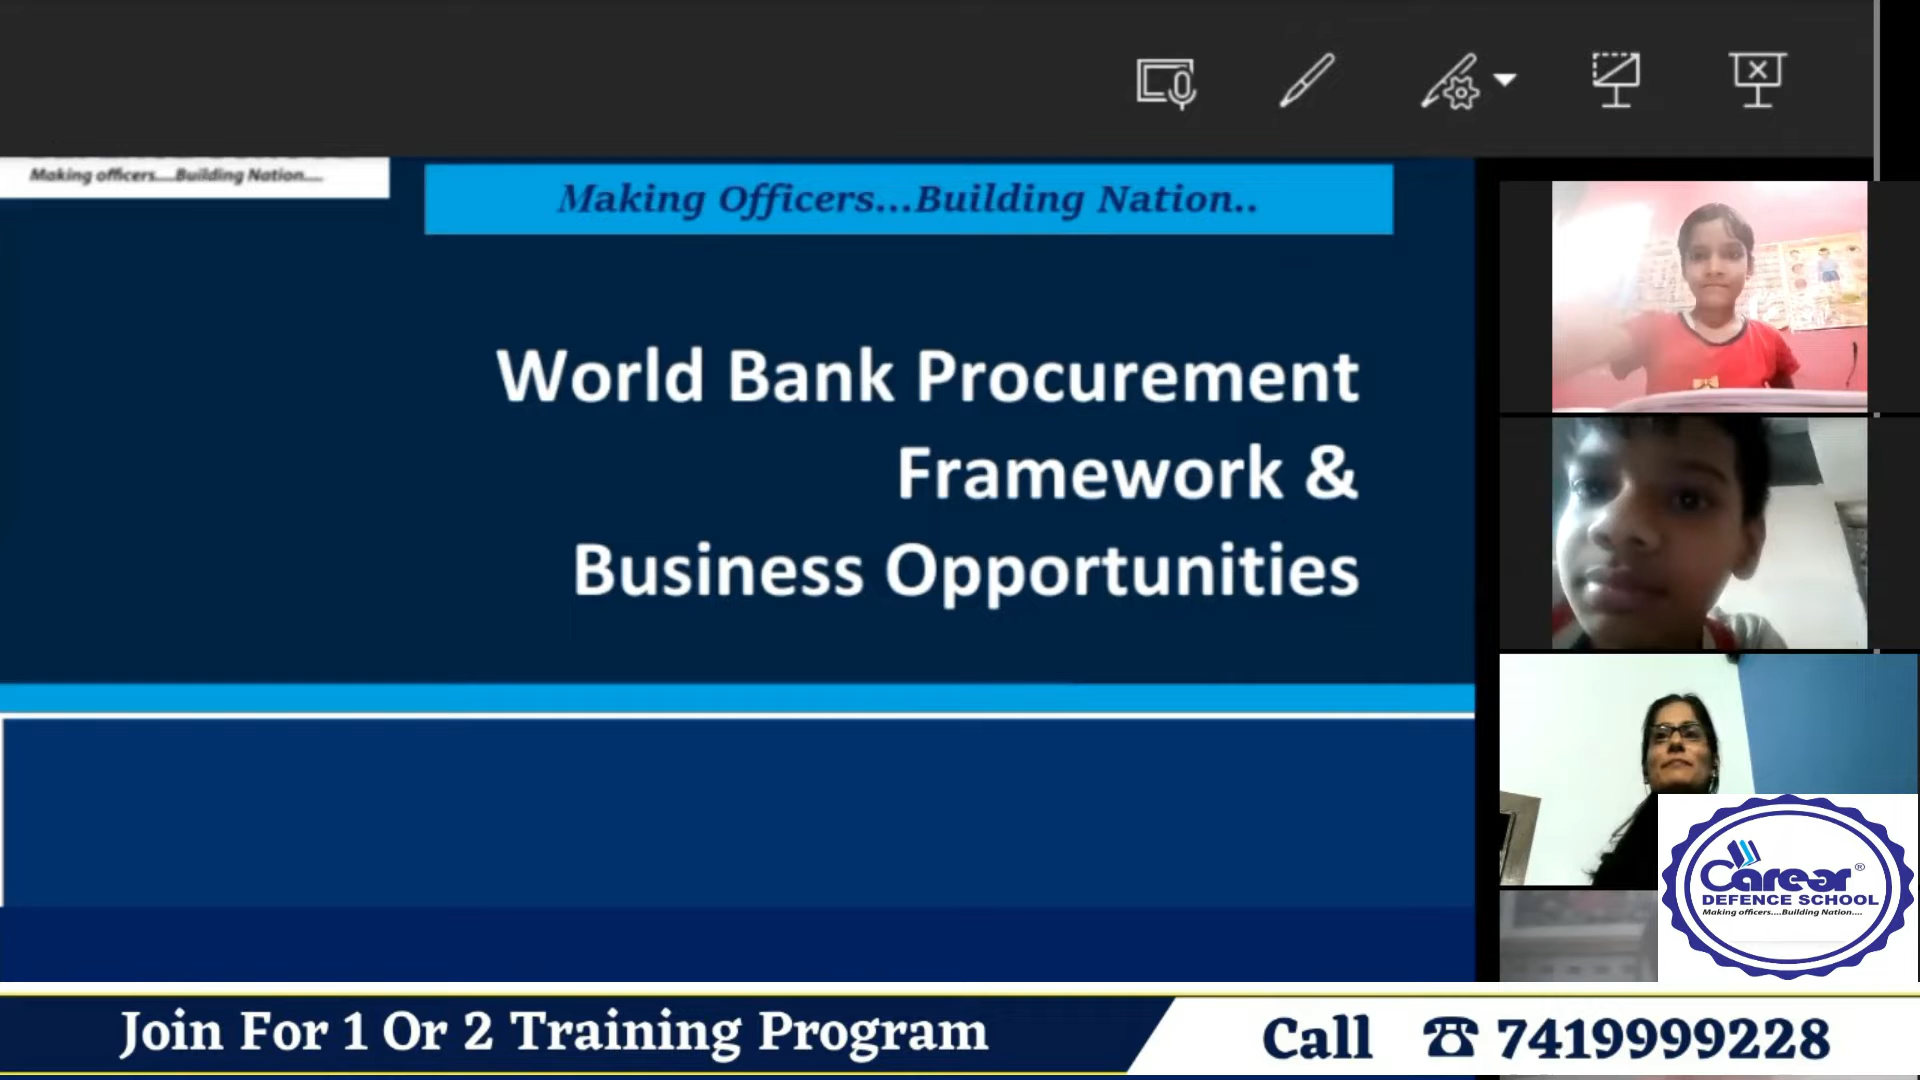 Making officers....Building Nation....
Making Officers...Building Nation..
World Bank Procurement
Framework &
Business Opportunities
Carear®
DEFENCE SCHOOL
Making officers....Building Nation....
Join For 1 Or 2 Training Program
Call ☎ 7419999228